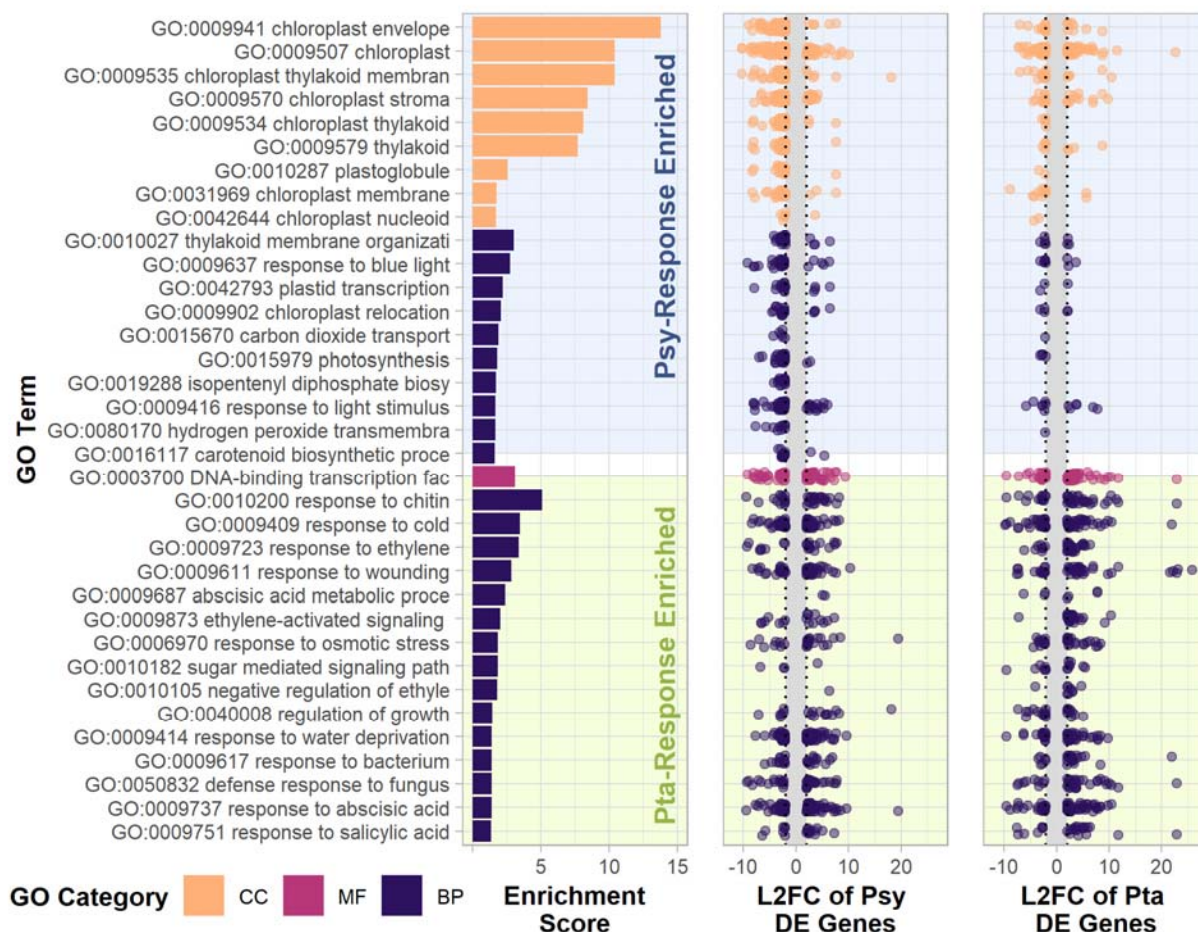 GO Term
GO:0009941 chloroplast envelope
GO:0009507 chloroplast
GO:0009535 chloroplast thylakoid membran
GO:0009570 chloroplast stroma
GO:0009534 chloroplast thylakoid
GO:0009579 thylakoid
GO:0010287 plastoglobule
GO:0031969 chloroplast membrane
GO:0042644 chloroplast nucleoid
GO:0010027 thylakoid membrane organizati
GO:0009637 response to blue light
GO:0042793 plastid transcription
GO:0009902 chloroplast relocation
GO:0015670 carbon dioxide transport
GO:0015979 photosynthesis
GO:0019288 isopentenyl diphosphate biosy
GO:0009416 response to light stimulus
GO:0080170 hydrogen peroxide transmembra
GO:0016117 carotenoid biosynthetic proce
GO:0003700 DNA-binding transcription fac
GO:0010200 response to chitin
GO:0009409 response to cold
GO:0009723 response to ethylene
GO:0009611 response to wounding
GO:0009687 abscisic acid metabolic proce
GO:0009873 ethylene-activated signaling
GO:0006970 response to osmotic stress
GO:0010182 sugar mediated signaling path
GO:0010105 negative regulation of ethyle
GO:0040008 regulation of growth
GO:0009414 response to water deprivation
GO:0009617 response to bacterium
GO:0050832 defense response to fungus
GO:0009737 response to abscisic acid
GO:0009751 response to salicylic acid
Psy-Response Enriched
Pta-Response Enriched
5 10 15
Enrichment
Score
-10 0 10 20
L2FC of Psy
DE Genes
-10 0 10 20
L2FC of Pta
DE Genes
GO Category CC MF BP